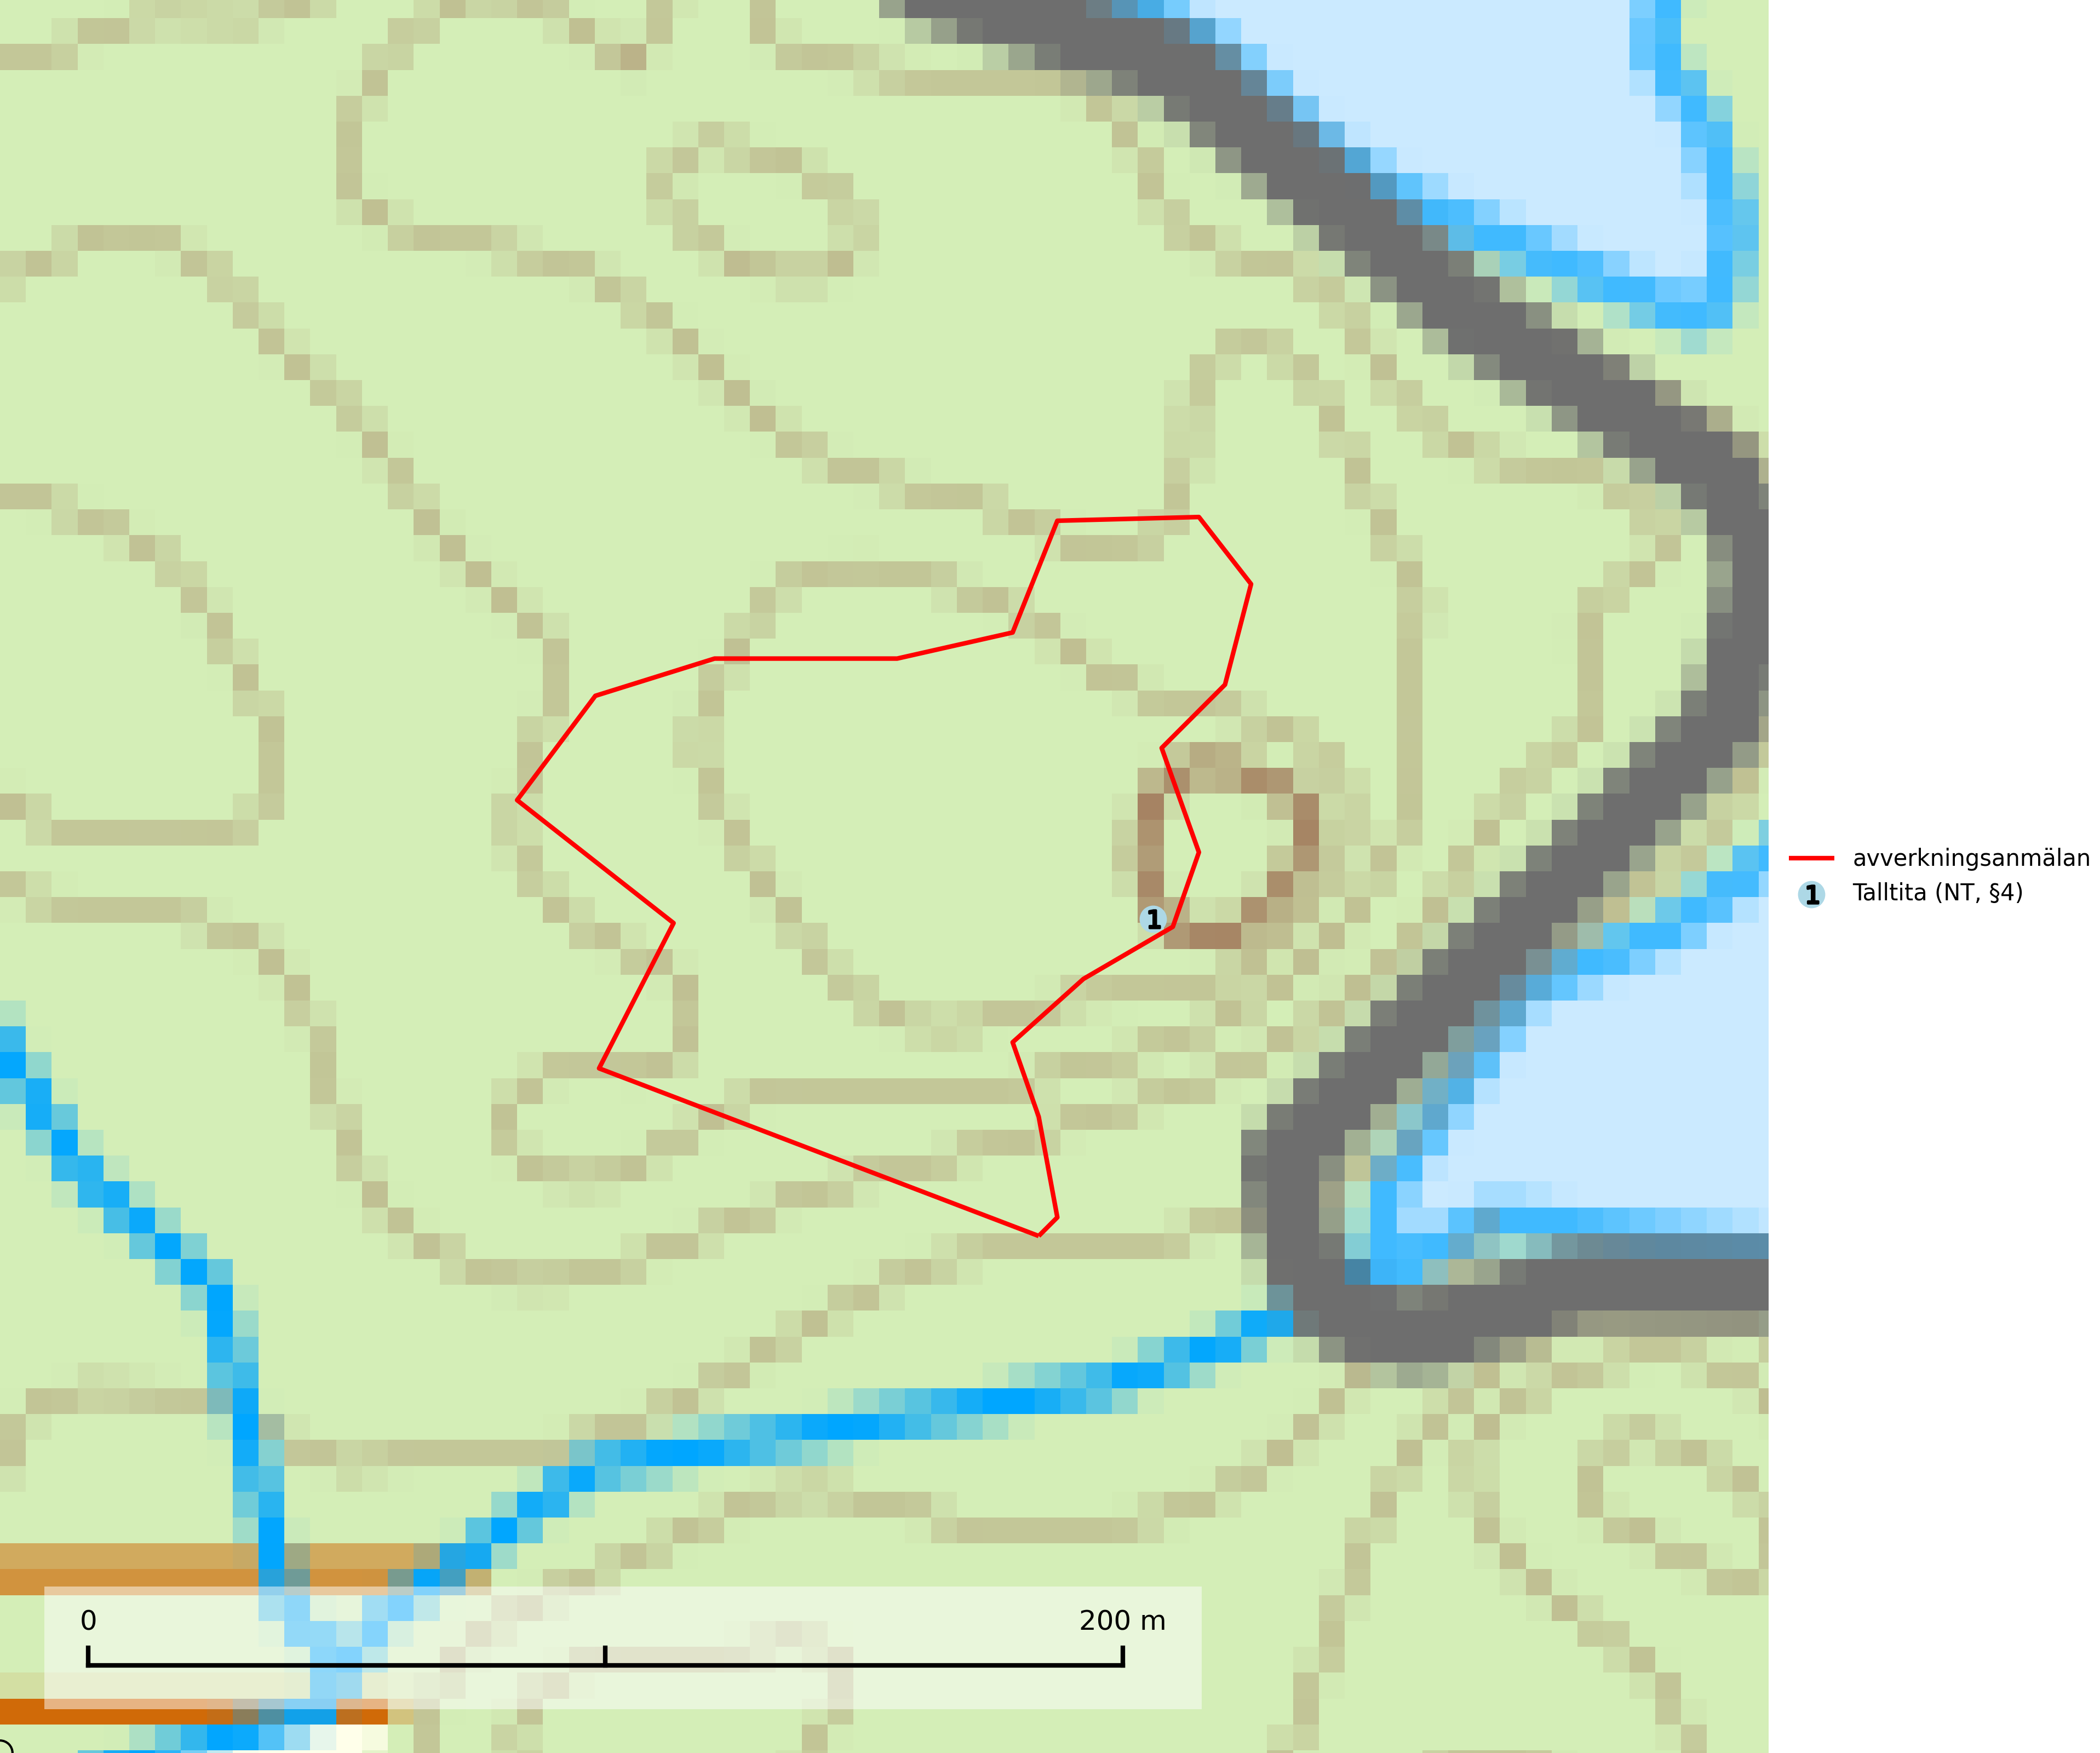 1
avverkningsanmälan
1 Talltita (NT, §4)
0 200 m